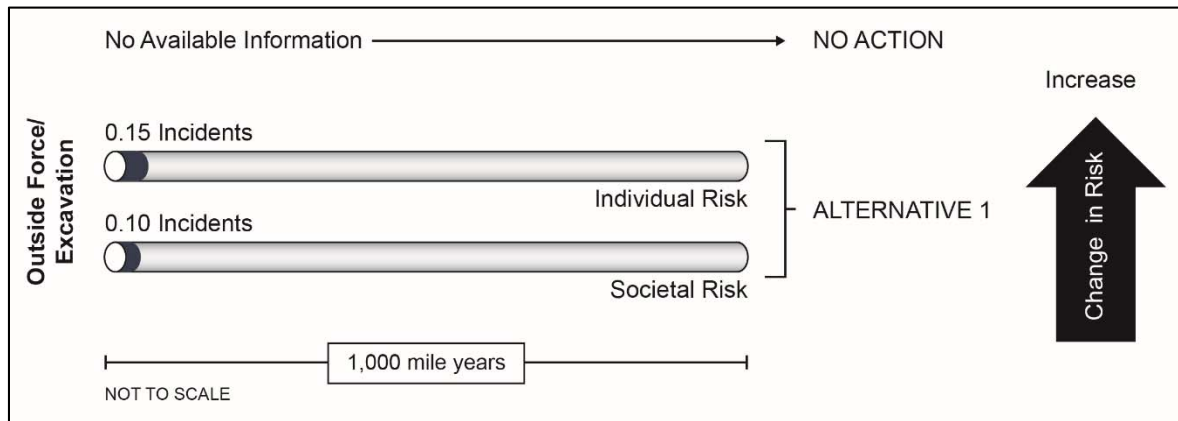 No Available Information
NO ACTION
Increase
Outside Force/
Excavation
0.15 Incidents
Individual Risk
0.10 Incidents
Societal Risk
ALTERNATIVE 1
Change in Risk
1,000 mile years
NOT TO SCALE